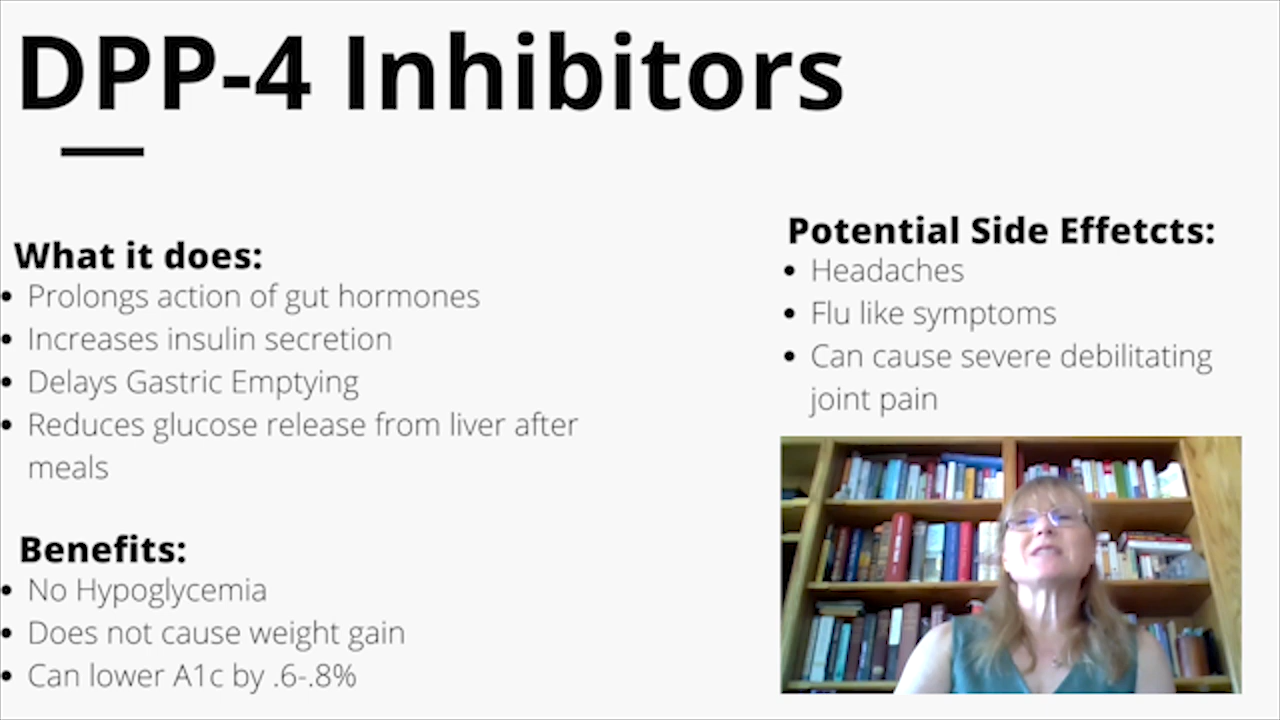 DPP-4 Inhibitors
What it does:
• Prolongs action of gut hormones
• Increases insulin secretion
• Delays Gastric Emptying
• Reduces glucose release from liver after
meals
Benefits:
• No Hypoglycemia
• Does not cause weight gain
• Can lower A1c by .6-.8%
Potential Side Effetcts:
• Headaches
• Flu like symptoms
• Can cause severe debilitating
joint pain